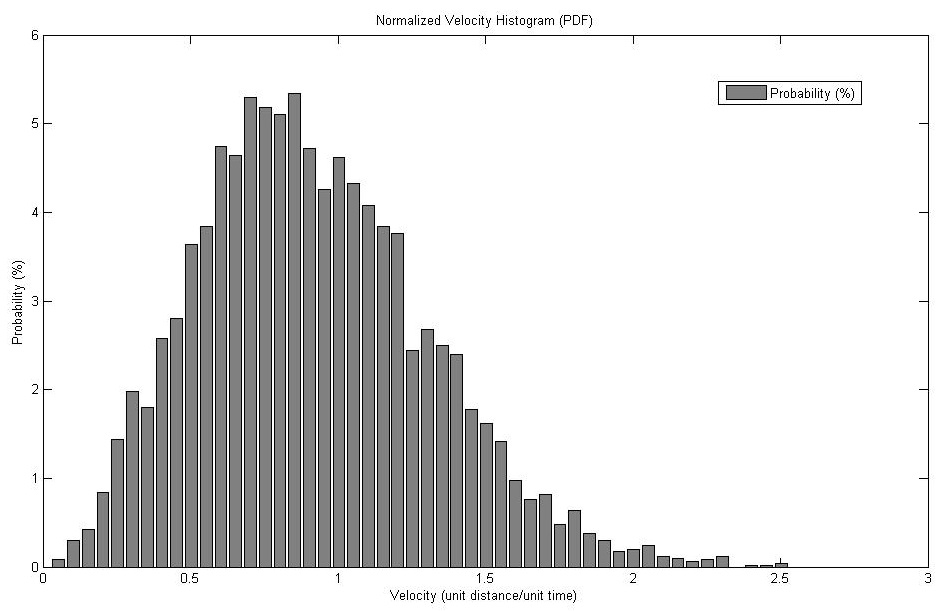 Normalized Velocity Histogram (PDF)
6
Probability (%)
5
4
3
2
1
0
Probability (%)
0 0.5 1 1.5 2 2.5 3
Velocity (unit distance/unit time)